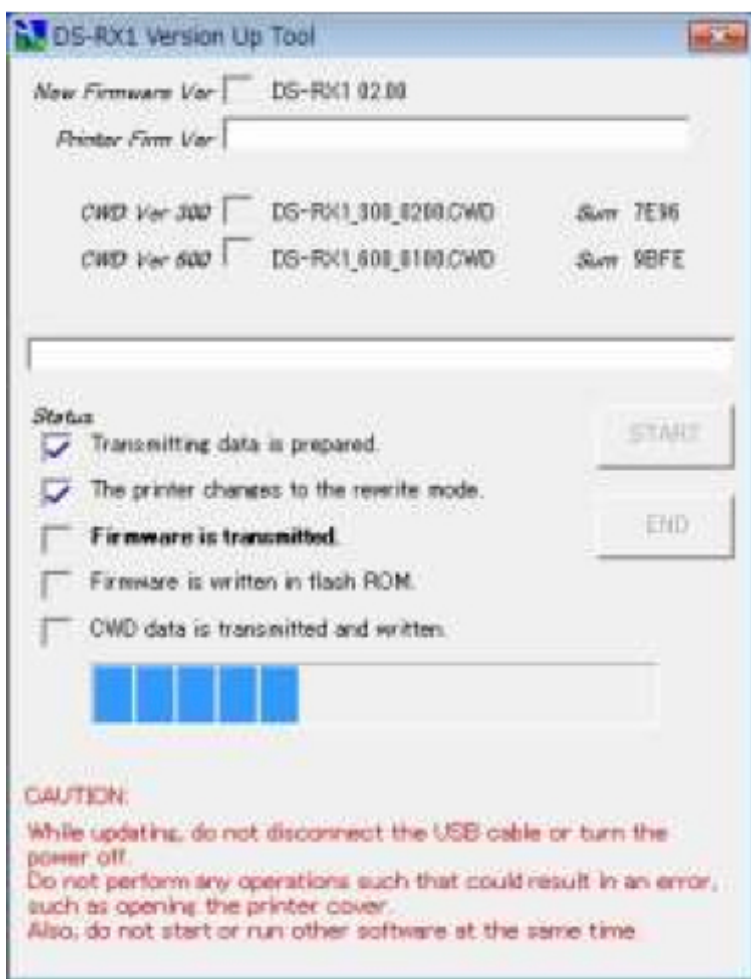 DS-RX1 Version Up Tool
New Firmware Ver DS-RX1 02.00
Printer Firm Ver
CWD Ver 300 DS-RX1_300_0200.CWD Sum 7E96
CWD Ver 600 DS-RX1_600_0100.CWD Sum 9BFE
Status
Transmitting data is prepared.
START
The printer changes to the rewrite mode.
END
Firmware is transmitted.
Firmware is written in flash ROM.
CWD data is transmitted and written.
CAUTION:
While updating, do not disconnect the USB cable or turn the
power off.
Do not perform any operations such that could result in an error,
such as opening the printer cover.
Also, do not start or run other software at the same time.